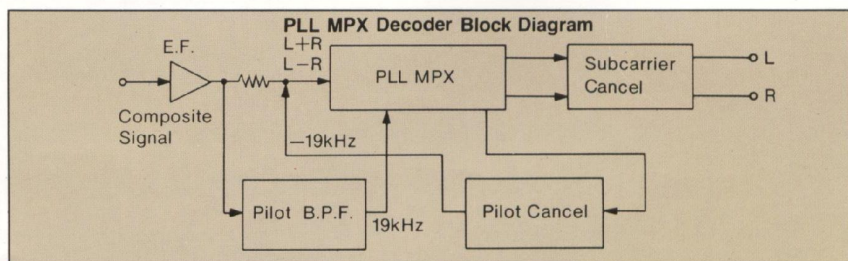 PLL MPX Decoder Block Diagram
E.F.
L+R
L−R
PLL MPX
Subcarrier
Cancel
L
R
Composite
Signal
−19kHz
Pilot B.P.F.
19kHz
Pilot Cancel